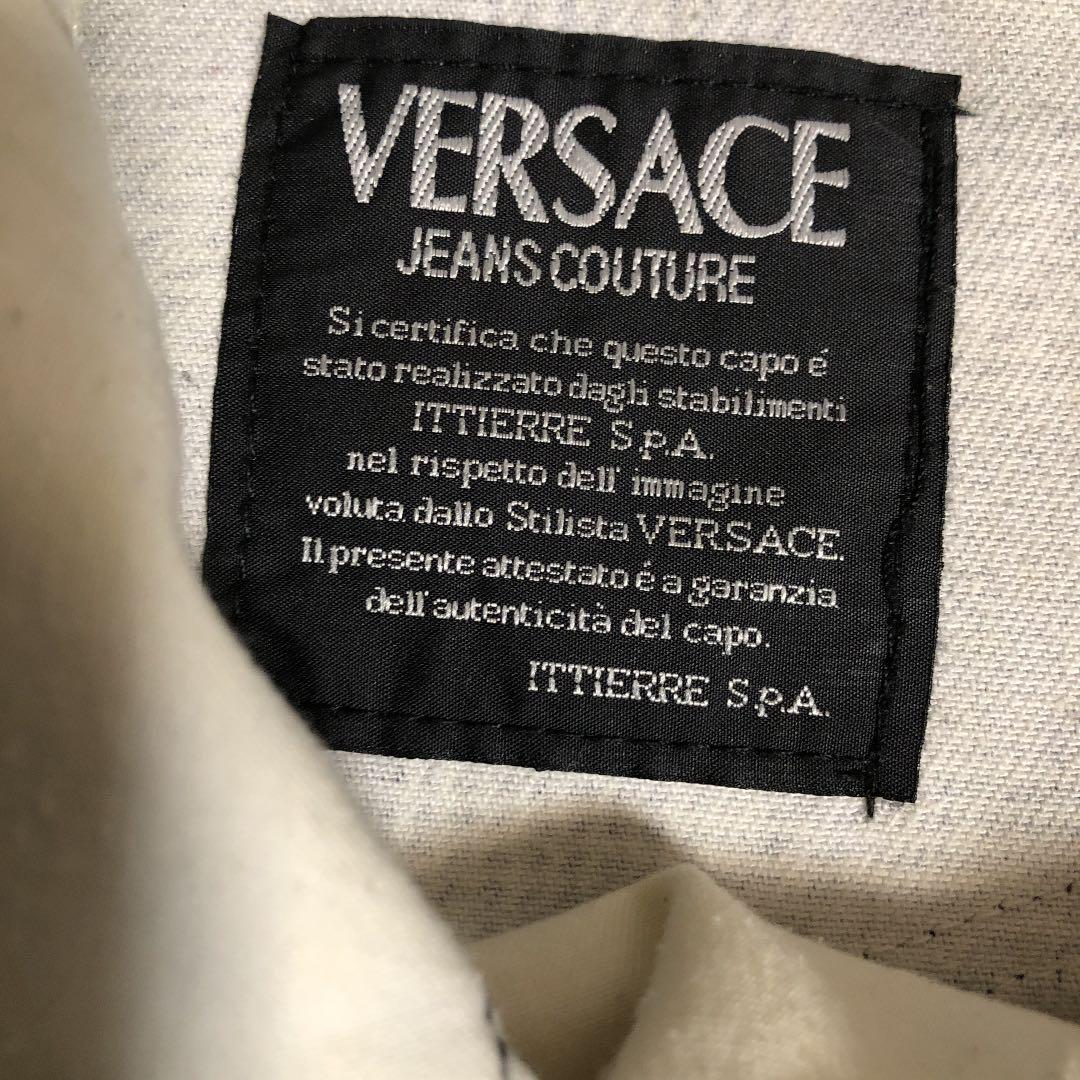 VERSACE
JEANS COUTURE
Si certifica che questo capo é
stato realizzato dagli stabilimenti
ITTIERRE S.p.A.
nel rispetto dell' immagine
voluta dallo Stilista VERSACE.
Il presente attestato é a garanzia
dell'autenticità del capo.
ITTIERRE S.p.A.